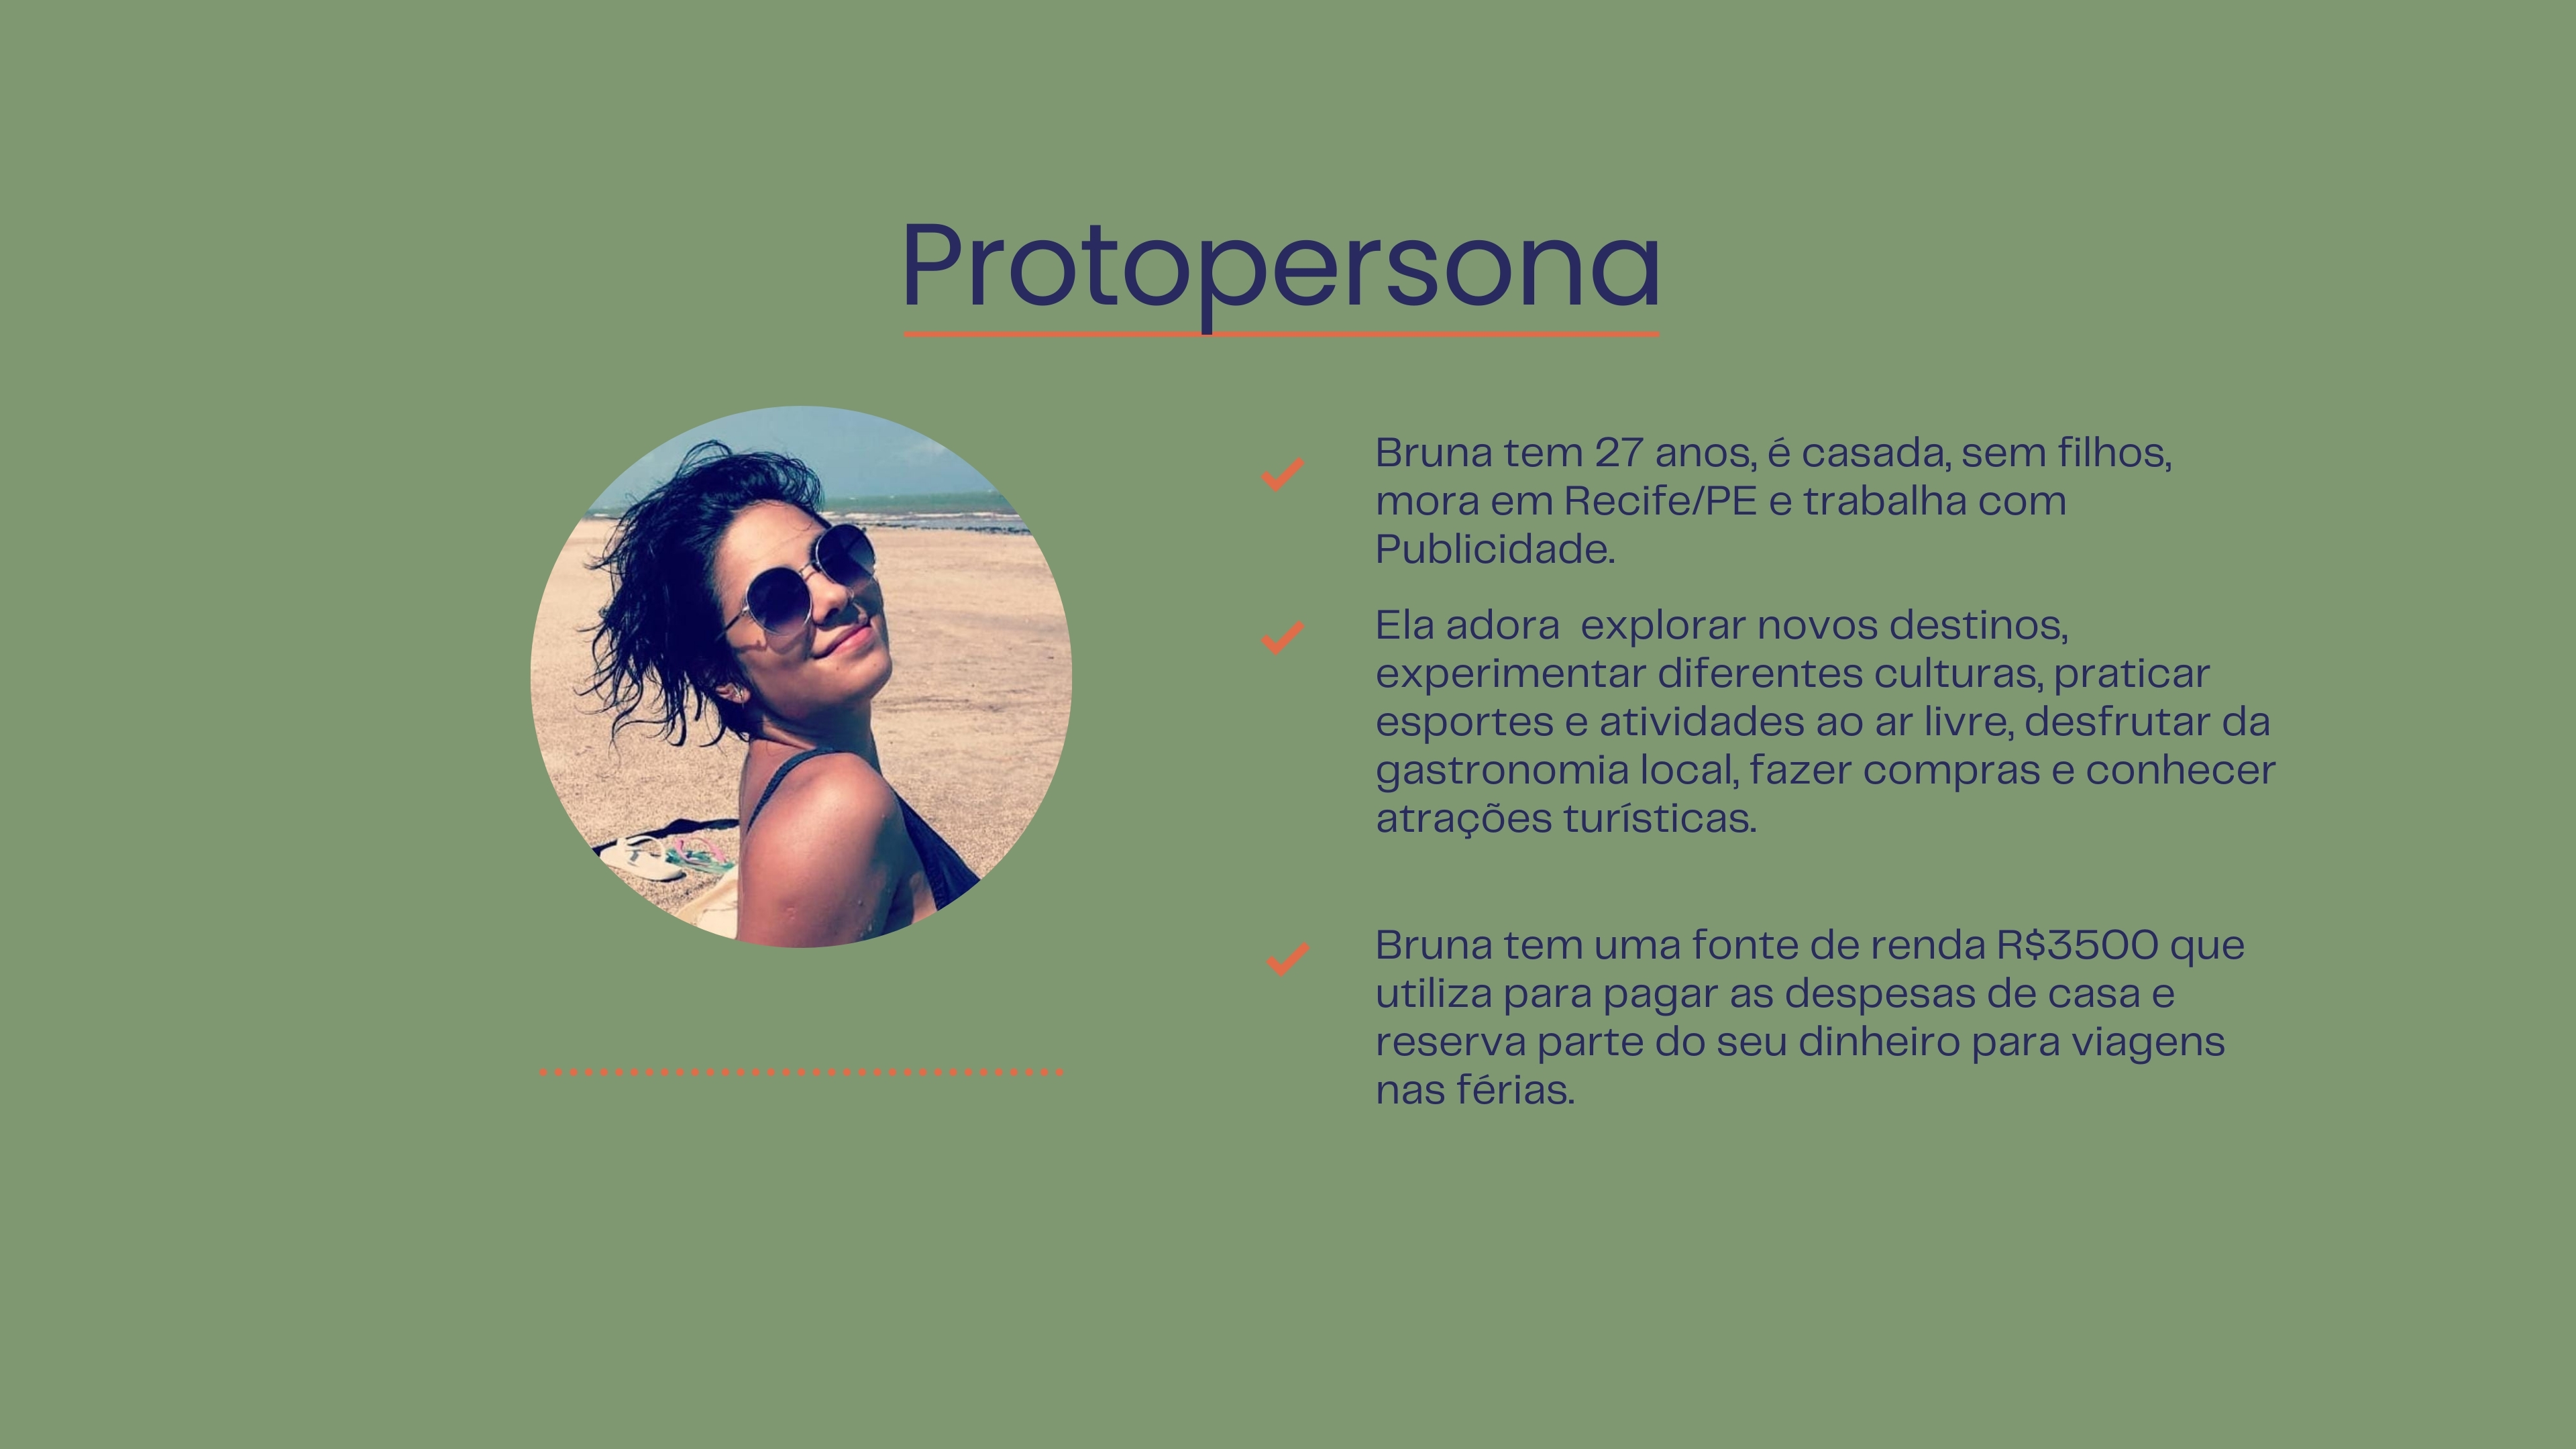 Protopersona
Bruna tem 27 anos, é casada, sem filhos,
mora em Recife/PE e trabalha com
Publicidade.
Ela adora  explorar novos destinos,
experimentar diferentes culturas, praticar
esportes e atividades ao ar livre, desfrutar da
gastronomia local, fazer compras e conhecer
atrações turísticas.
Bruna tem uma fonte de renda R$3500 que
utiliza para pagar as despesas de casa e
reserva parte do seu dinheiro para viagens
nas férias.